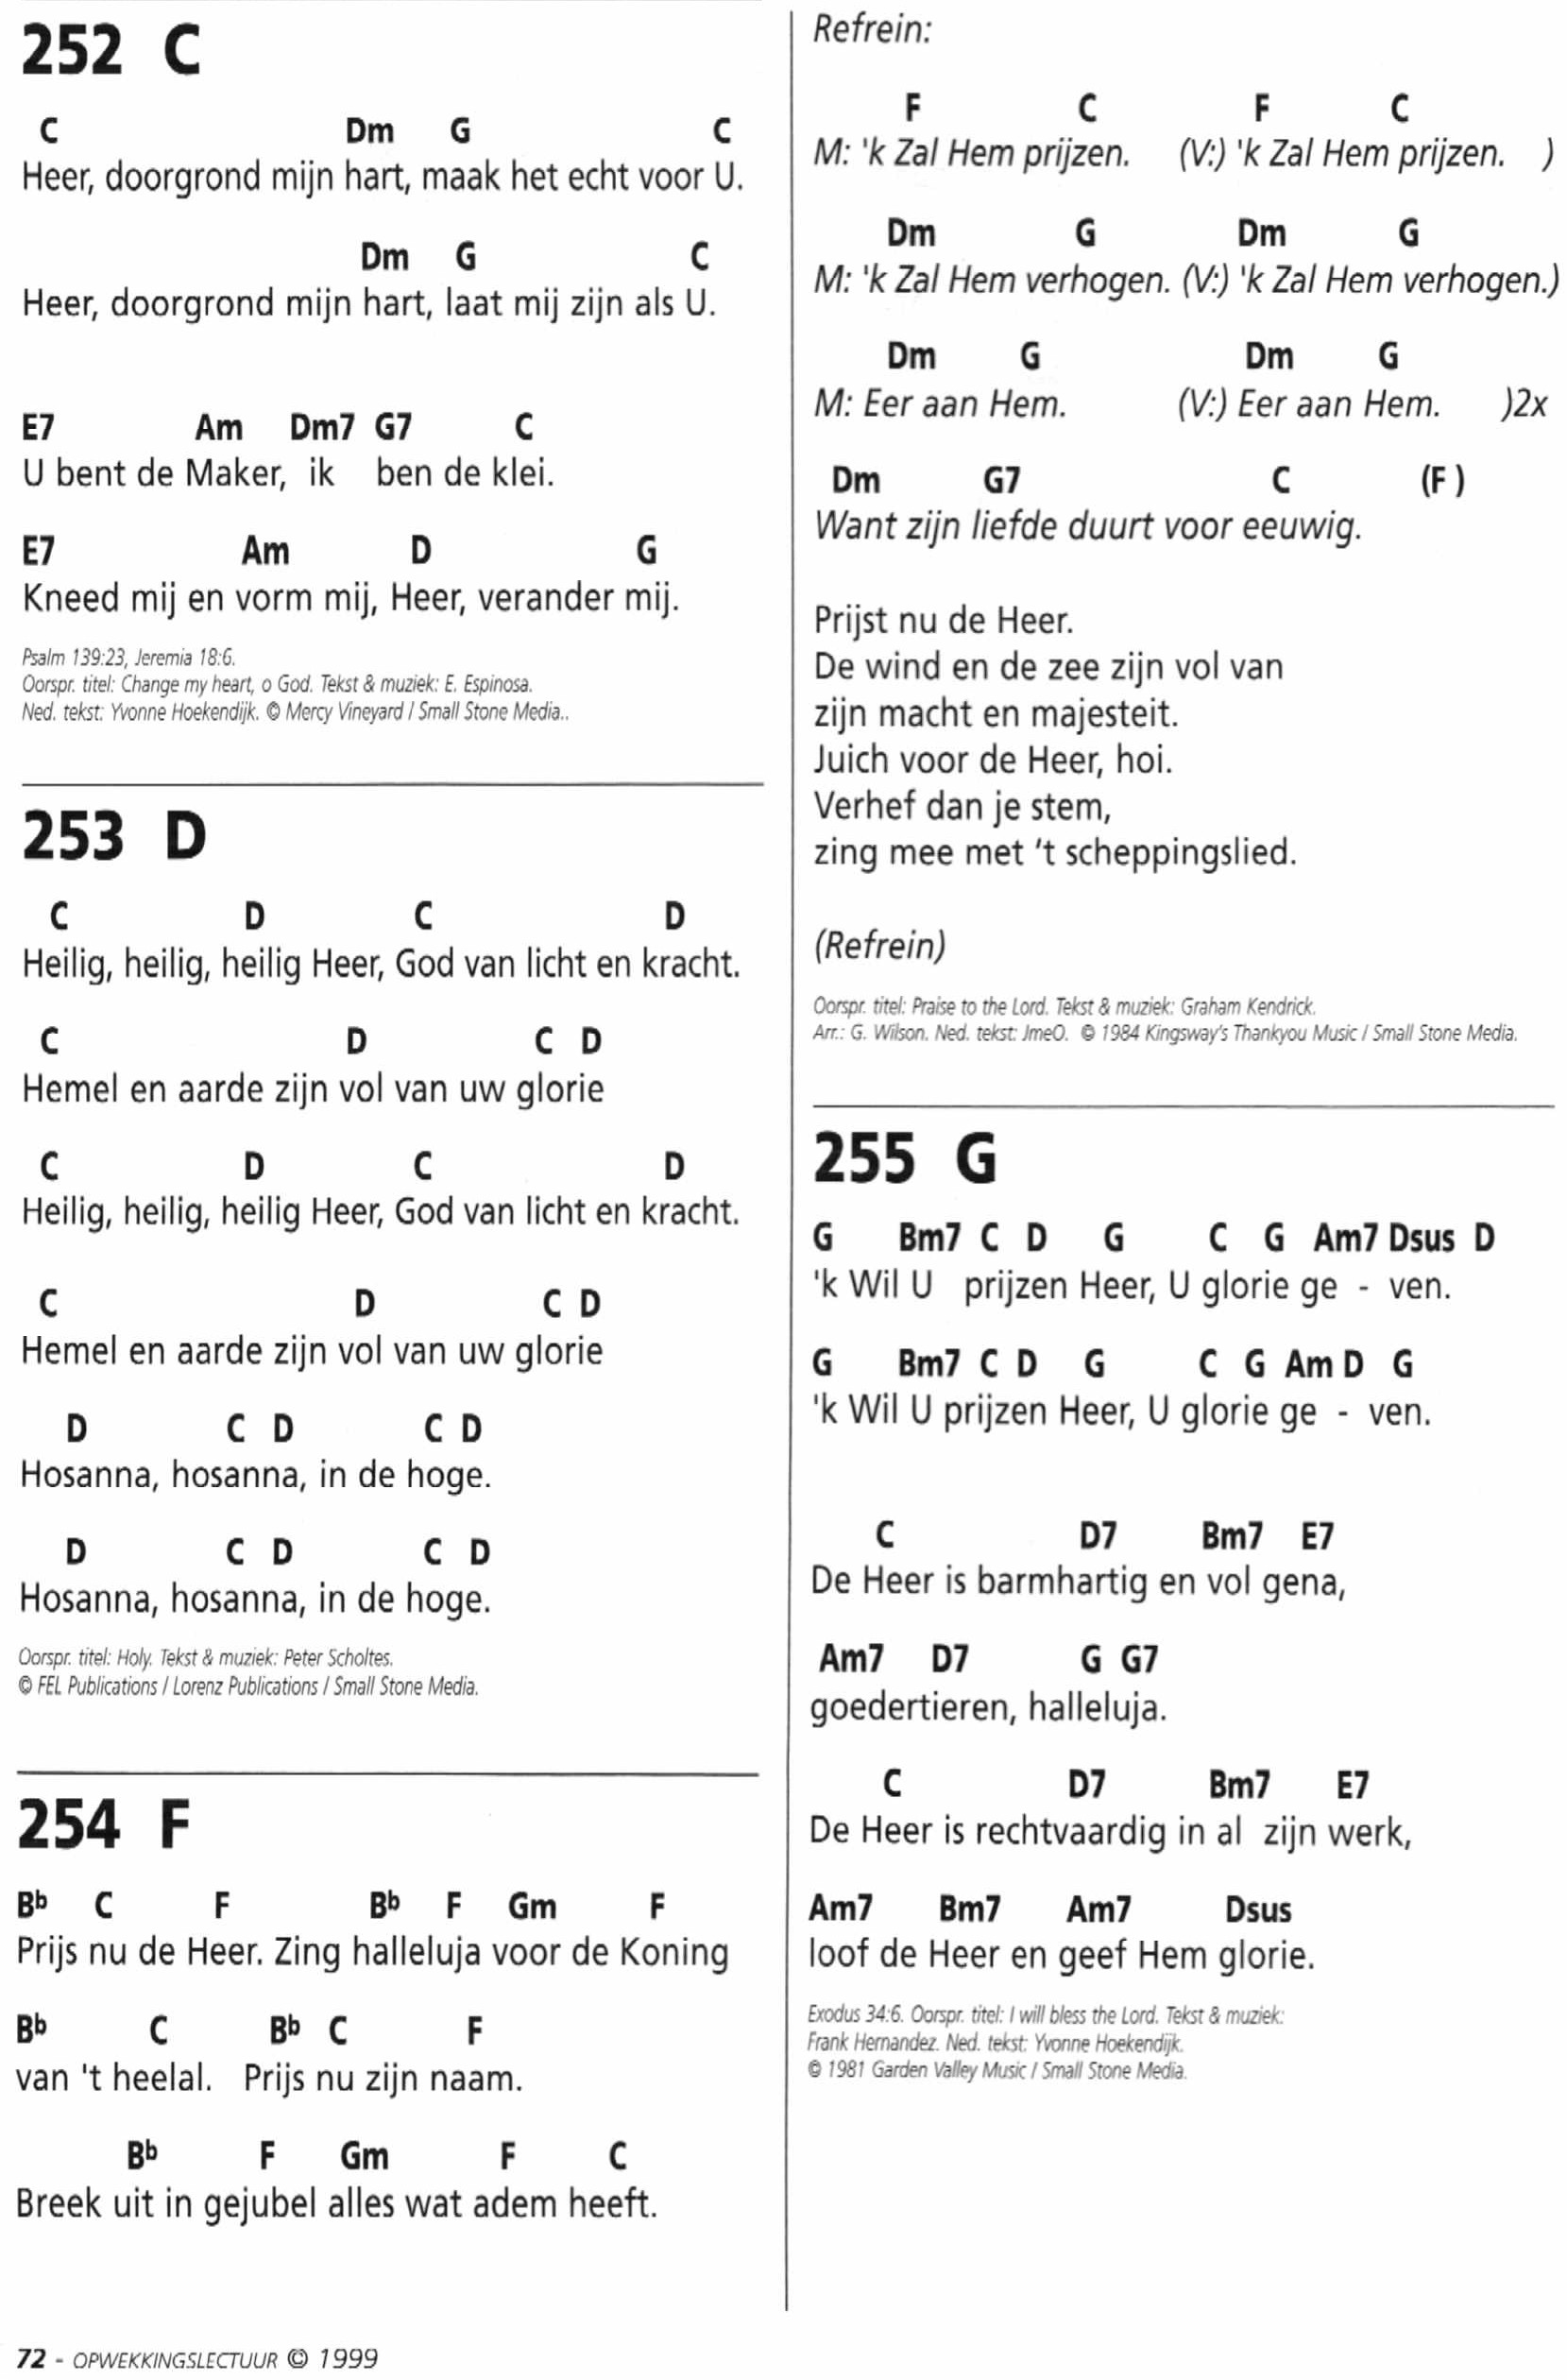 252 C
C Dm G C
Heer, doorgrond mijn hart, maak het echt voor U.
Dm G C
Heer, doorgrond mijn hart, laat mij zijn als U.
E7 Am Dm7 G7 C
U bent de Maker, ik ben de klei.
E7 Am D G
Kneed mij en vorm mij, Heer, verander mij.
Psalm 139:23, Jeremia 18:6.
Oorspr. titel: Change my heart, o God. Tekst & muziek: E. Espinosa.
Ned. tekst: Yvonne Hoekendijk. © Mercy Vineyard / Small Stone Media..
253 D
C D C D
Heilig, heilig, heilig Heer, God van licht en kracht.
C D C D
Hemel en aarde zijn vol van uw glorie
C D C D
Heilig, heilig, heilig Heer, God van licht en kracht.
C D C D
Hemel en aarde zijn vol van uw glorie
D C D C D
Hosanna, hosanna, in de hoge.
D C D C D
Hosanna, hosanna, in de hoge.
Oorspr. titel: Holy. Tekst & muziek: Peter Scholtes.
© FEL Publications / Lorenz Publications / Small Stone Media.
254 F
Bb C F Bb F Gm F
Prijs nu de Heer. Zing halleluja voor de Koning
Bb C Bb C F
van 't heelal. Prijs nu zijn naam.
Bb F Gm F C
Breek uit in gejubel alles wat adem heeft.
Refrein:
F C F C
M: 'k Zal Hem prijzen. (V:) 'k Zal Hem prijzen. )
Dm G Dm G
M: 'k Zal Hem verhogen. (V:) 'k Zal Hem verhogen.)
Dm G Dm G
M: Eer aan Hem. (V:) Eer aan Hem. )2x
Dm G7 C (F )
Want zijn liefde duurt voor eeuwig.
Prijst nu de Heer.
De wind en de zee zijn vol van
zijn macht en majesteit.
Juich voor de Heer, hoi.
Verhef dan je stem,
zing mee met 't scheppingslied.
(Refrein)
Oorspr. titel: Praise to the Lord. Tekst & muziek: Graham Kendrick.
Arr.: G. Wilson. Ned. tekst: JmeO. © 1984 Kingsway's Thankyou Music / Small Stone Media.
255 G
G Bm7 C D G C G Am7 Dsus D
'k Wil U prijzen Heer, U glorie ge - ven.
G Bm7 C D G C G Am D G
'k Wil U prijzen Heer, U glorie ge - ven.
C D7 Bm7 E7
De Heer is barmhartig en vol gena,
Am7 D7 G G7
goedertieren, halleluja.
C D7 Bm7 E7
De Heer is rechtvaardig in al zijn werk,
Am7 Bm7 Am7 Dsus
loof de Heer en geef Hem glorie.
Exodus 34:6. Oorspr. titel: I will bless the Lord. Tekst & muziek:
Frank Hernandez. Ned. tekst: Yvonne Hoekendijk.
© 1981 Garden Valley Music / Small Stone Media.
72 - OPWEKKINGSLECTUUR © 1999